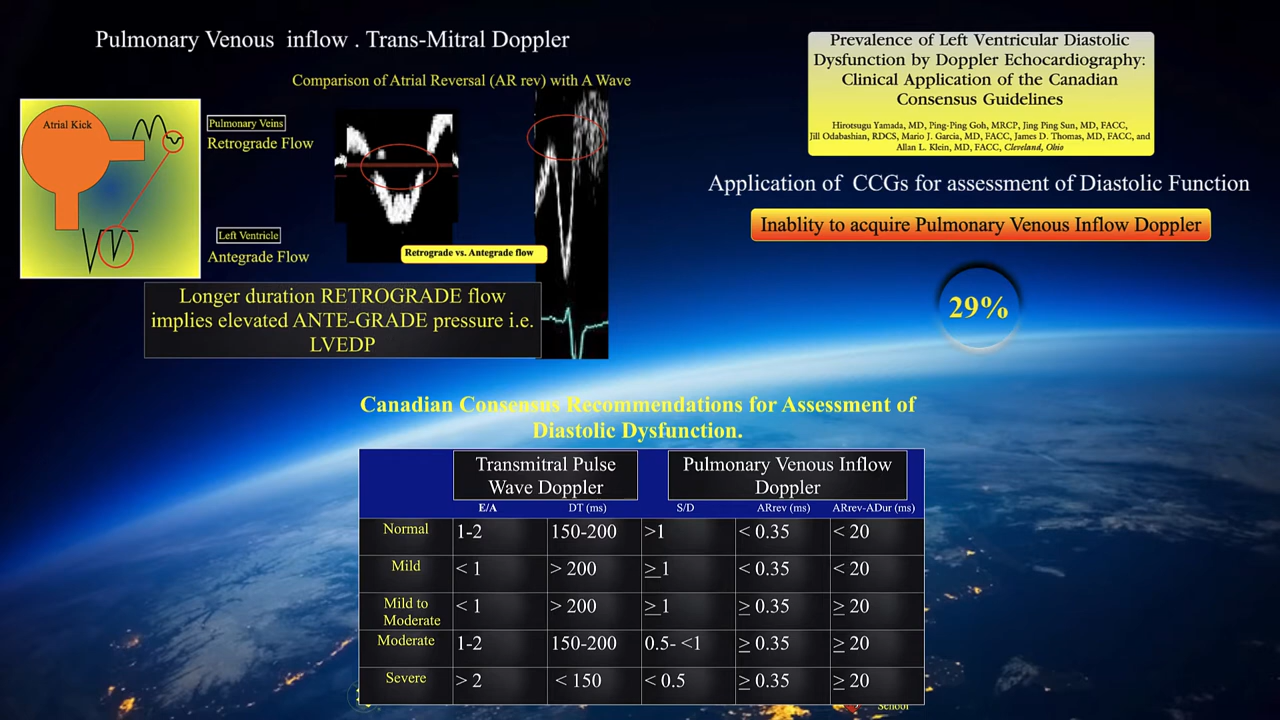 Pulmonary Venous inflow . Trans-Mitral Doppler
Comparison of Atrial Reversal (AR rev) with A Wave
Atrial Kick
Pulmonary Veins
Retrograde Flow
Left Ventricle
Antegrade Flow
Retrograde vs. Antegrade flow
Longer duration RETROGRADE flow
implies elevated ANTE-GRADE pressure i.e.
LVEDP
Prevalence of Left Ventricular Diastolic
Dysfunction by Doppler Echocardiography:
Clinical Application of the Canadian
Consensus Guidelines
Hirotsugu Yamada, MD, Ping-Ping Goh, MRCP, Jing Ping Sun, MD, FACC,
Jill Odabashian, RDCS, Mario J. Garcia, MD, FACC, James D. Thomas, MD, FACC, and
Allan L. Klein, MD, FACC, Cleveland, Ohio
Application of CCGs for assessment of Diastolic Function
Inablity to acquire Pulmonary Venous Inflow Doppler
29%
Canadian Consensus Recommendations for Assessment of
Diastolic Dysfunction.
Transmitral Pulse
Wave Doppler
Pulmonary Venous Inflow
Doppler
E/A DT (ms) S/D ARrev (ms) ARrev-ADur (ms)
Normal 1-2 150-200 >1 < 0.35 < 20
Mild < 1 > 200 ≥ 1 < 0.35 < 20
Mild to
Moderate < 1 > 200 ≥ 1 ≥ 0.35 ≥ 20
Moderate 1-2 150-200 0.5- <1 ≥ 0.35 ≥ 20
Severe > 2 < 150 < 0.5 ≥ 0.35 ≥ 20
School